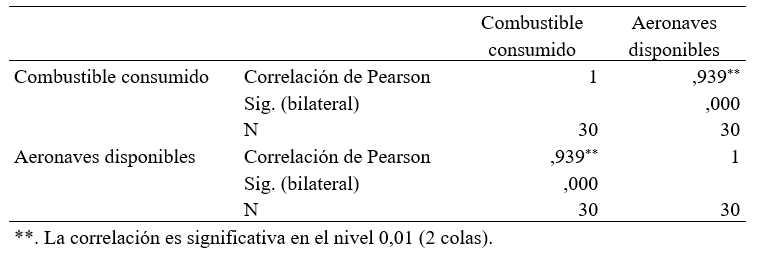 Combustible consumido Aeronaves disponibles
Combustible consumido Correlación de Pearson 1 ,939**
Sig. (bilateral) ,000
N 30 30
Aeronaves disponibles Correlación de Pearson ,939** 1
Sig. (bilateral) ,000
N 30 30
**. La correlación es significativa en el nivel 0,01 (2 colas).